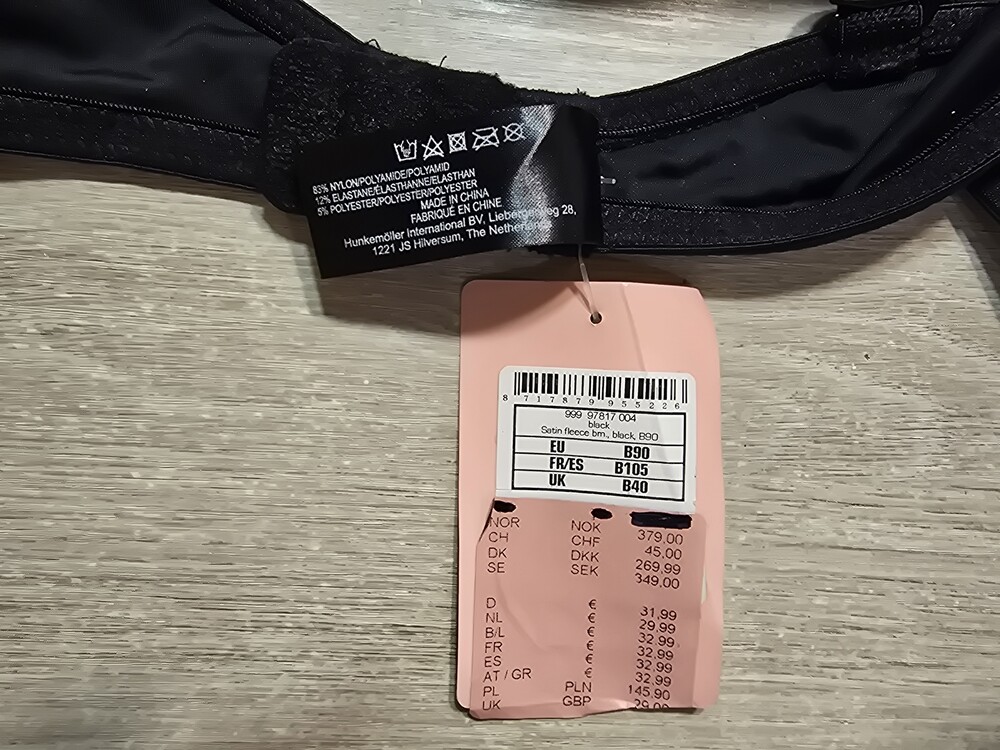 83% NYLON/POLYAMIDE/POLYAMID
12% ELASTANE/ELASTHANNE/ELASTHAN
5% POLYESTER/POLYESTER/POLYESTER
MADE IN CHINA
FABRIQUÉ EN CHINE
Hunkemöller International BV, Liebergerweg 28,
1221 JS Hilversum, The Netherlands
8 717879 955226
999 97817 004
black
Satin fleece bm., black, B90
EU B90
FR/ES B105
UK B40
NOR NOK 379,00
CH CHF 45,00
DK DKK 269,99
SE SEK 349,00
D € 31,99
NL € 29,99
B/L € 32,99
FR € 32,99
ES € 32,99
AT / GR € 32,99
PL PLN 145,90
UK GBP 29,00